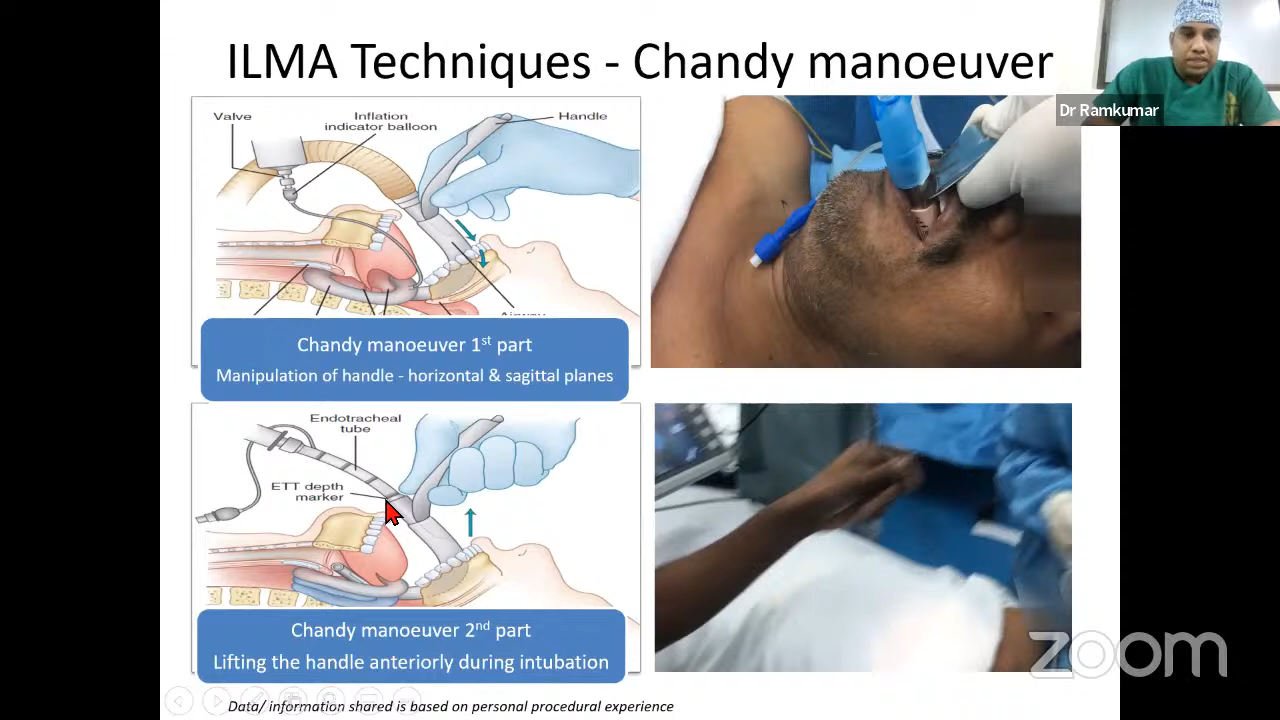 ILMA Techniques - Chandy manoeuver
Dr Ramkumar
Valve
Inflation
indicator balloon
Handle
Chandy manoeuver 1st part
Manipulation of handle - horizontal & sagittal planes
Endotracheal
tube
ETT depth
marker
Chandy manoeuver 2nd part
Lifting the handle anteriorly during intubation
zoom
Data/ information shared is based on personal procedural experience